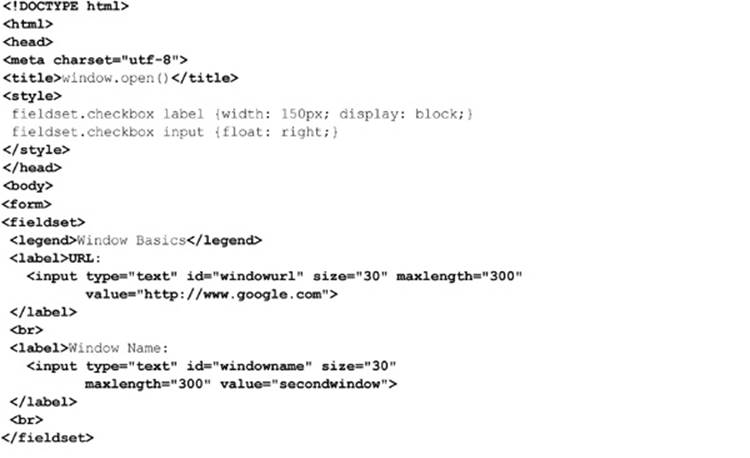 <!DOCTYPE html>
<html>
<head>
<meta charset="utf-8">
<title>window.open()</title>
<style>
 fieldset.checkbox label {width: 150px; display: block;}
 fieldset.checkbox input {float: right;}
</style>
</head>
<body>
<form>
<fieldset>
 <legend>Window Basics</legend>
 <label>URL:
   <input type="text" id="windowurl" size="30" maxlength="300"
          value="http://www.google.com">
 </label>
 <br>
 <label>Window Name:
   <input type="text" id="windowname" size="30"
          maxlength="300" value="secondwindow">
 </label>
 <br>
</fieldset>